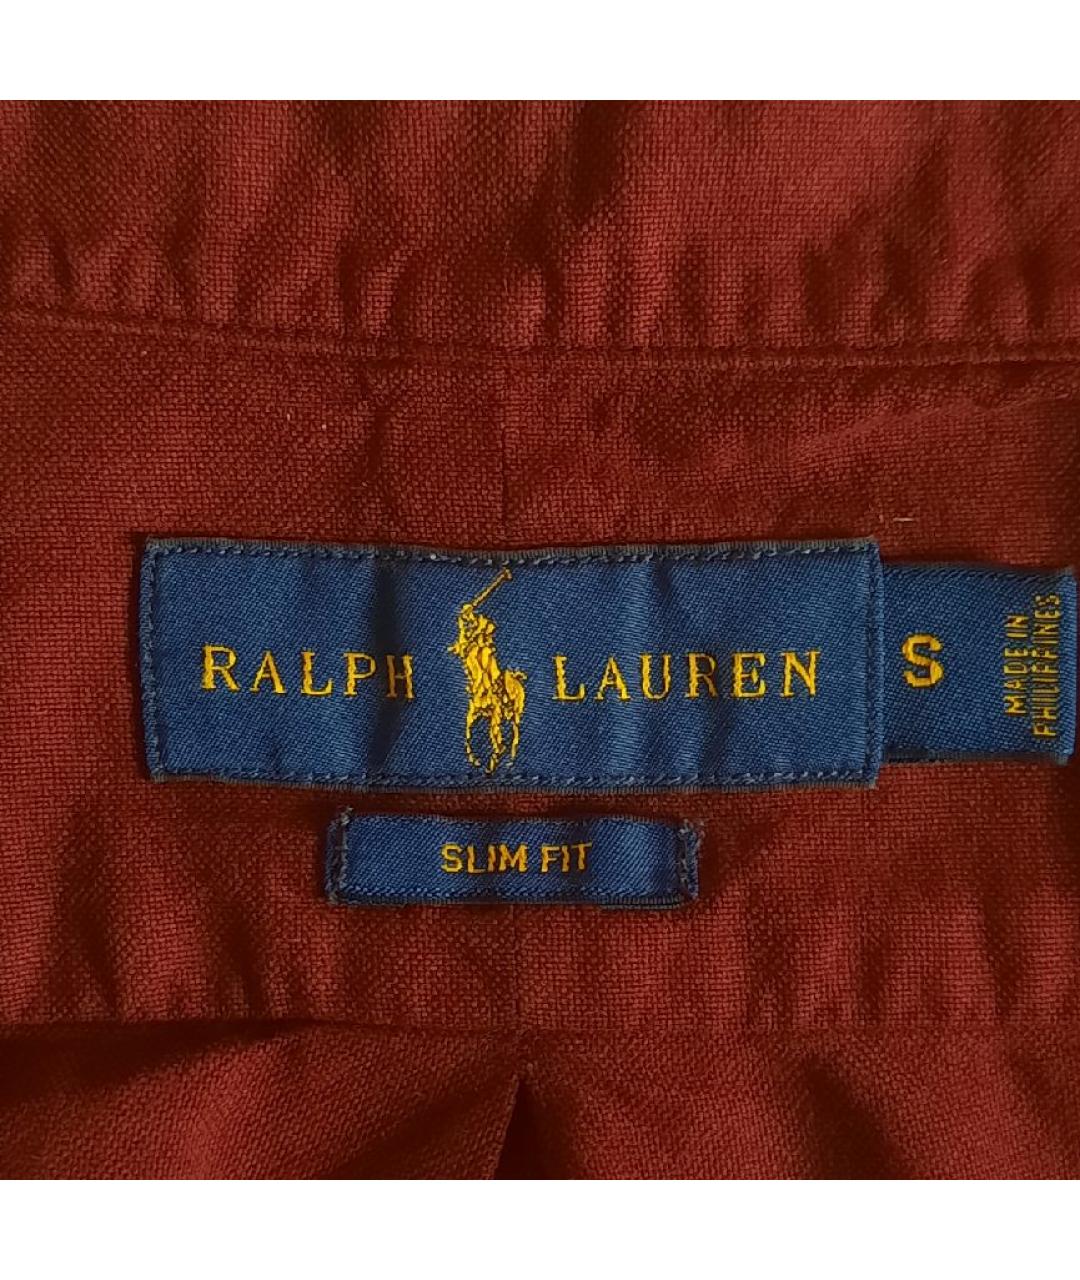 RALPH LAUREN
S
MADE IN
PHILIPPINES
SLIM FIT